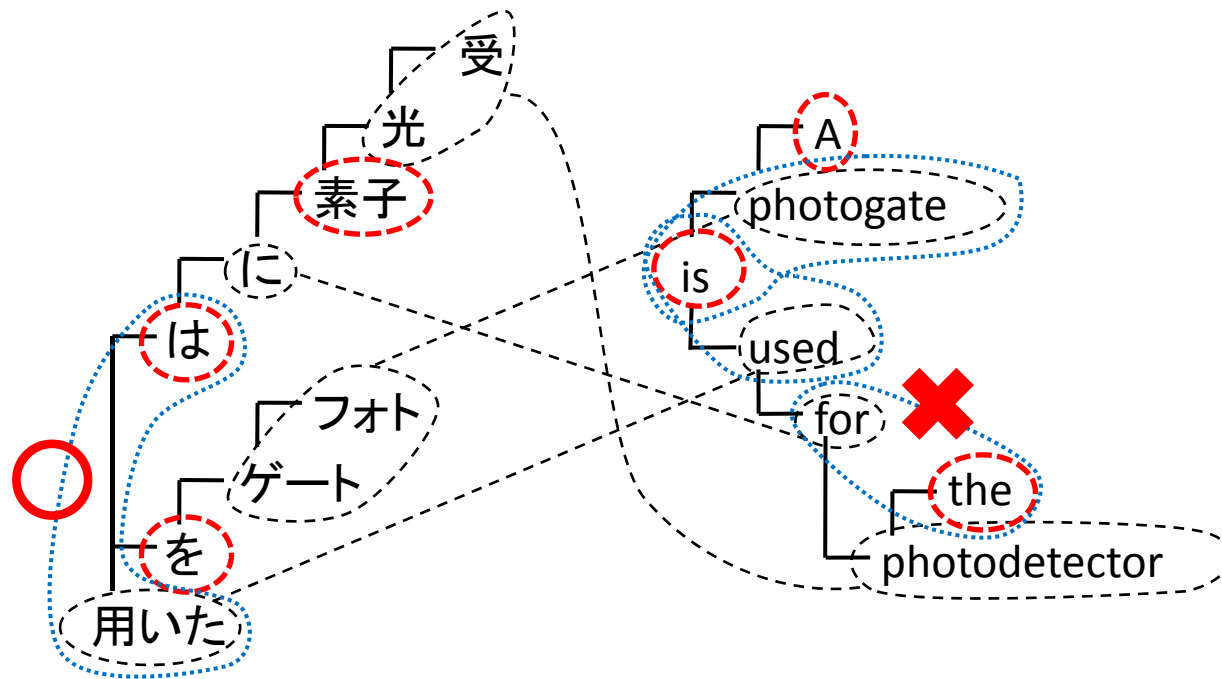 受
光
素子
に
は
フォト
ゲート
を
用いた
A
photogate
is
used
for
the
photodetector